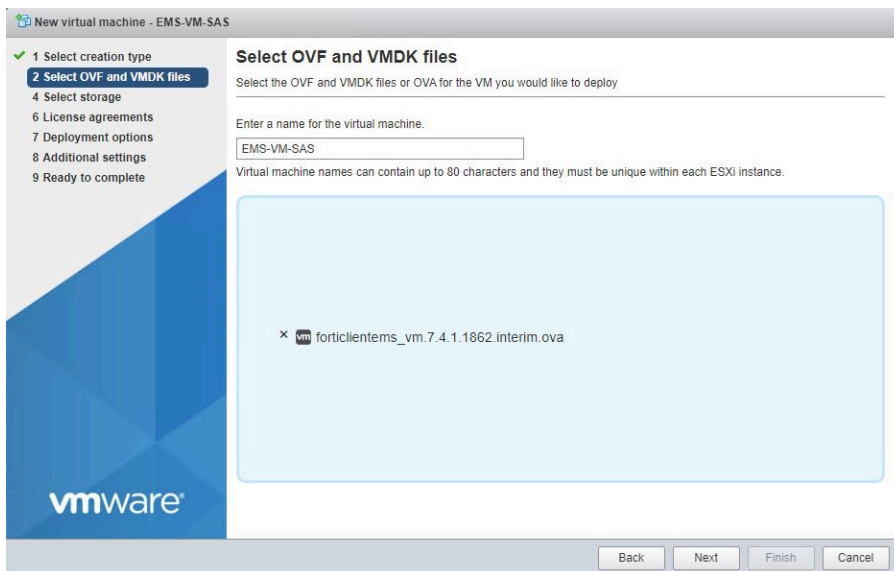 New virtual machine - EMS-VM-SAS
1 Select creation type
2 Select OVF and VMDK files
4 Select storage
6 License agreements
7 Deployment options
8 Additional settings
9 Ready to complete
Select OVF and VMDK files
Select the OVF and VMDK files or OVA for the VM you would like to deploy
Enter a name for the virtual machine.
EMS-VM-SAS
Virtual machine names can contain up to 80 characters and they must be unique within each ESXi instance.
× vm forticlientems_vm.7.4.1.1862.interim.ova
vmware®
Back Next Finish Cancel